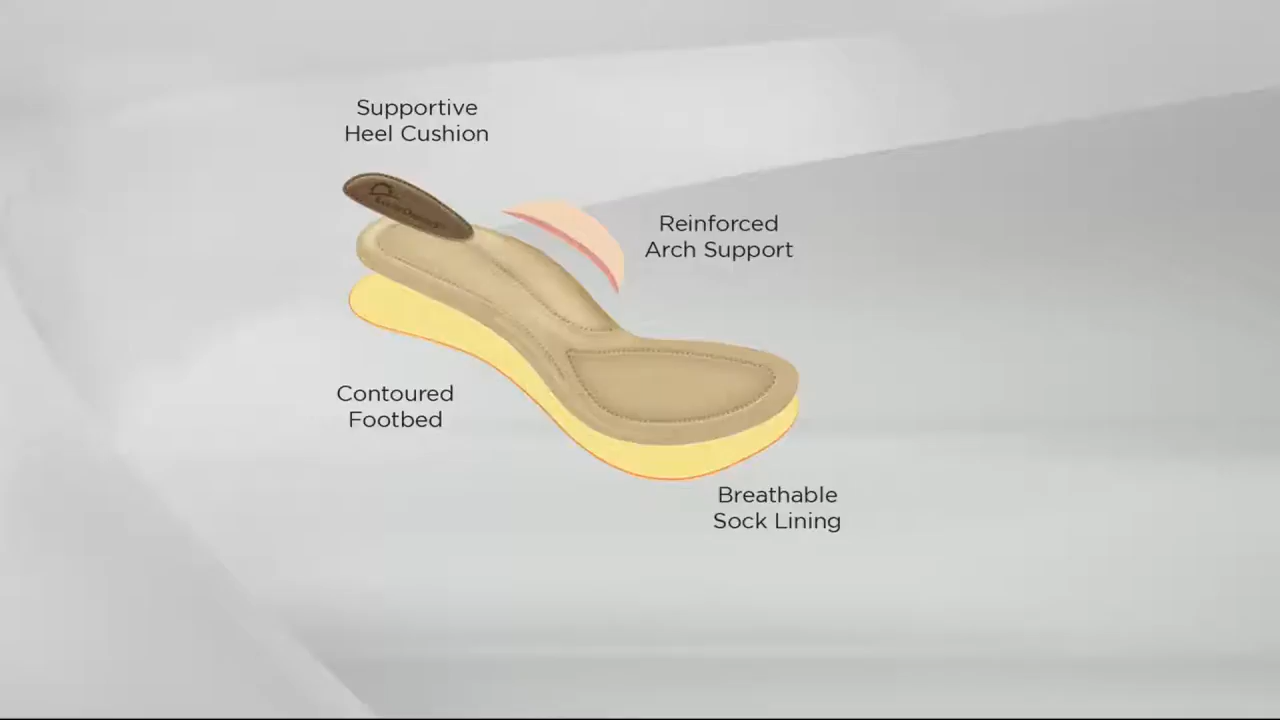 Supportive
Heel Cushion
Reinforced
Arch Support
Contoured
Footbed
Breathable
Sock Lining